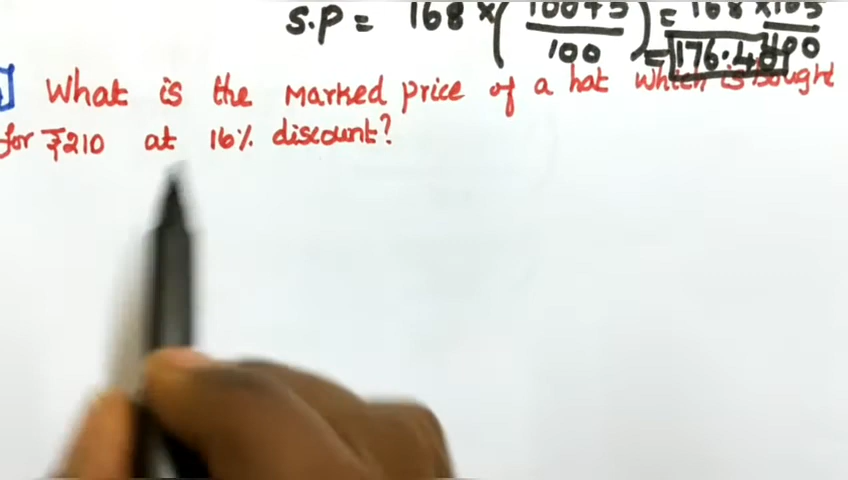 S.P = 168 × (100+5/100) = 168 × 105/100
= 176.40
What is the Marked price of a hat which is bought
for ₹210 at 16% discount?